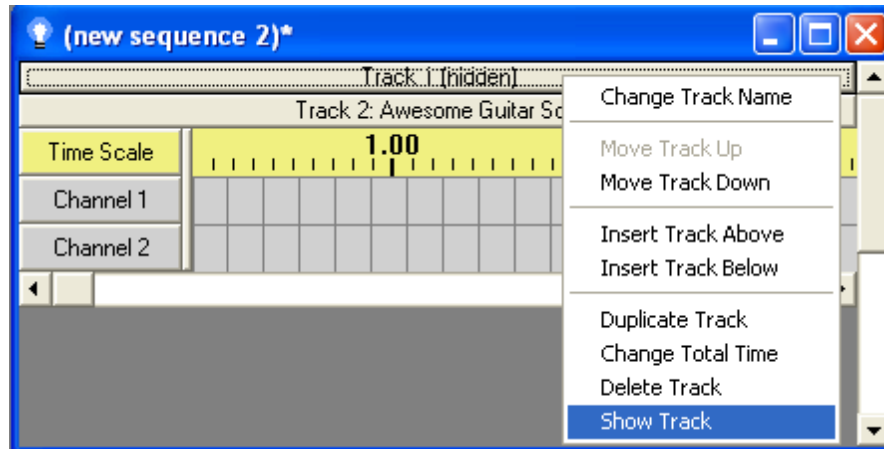 (new sequence 2)*
Track 1 (hidden)
Track 2: Awesome Guitar
Time Scale
1.00
Channel 1
Channel 2
Change Track Name
Move Track Up
Move Track Down
Insert Track Above
Insert Track Below
Duplicate Track
Change Total Time
Delete Track
Show Track